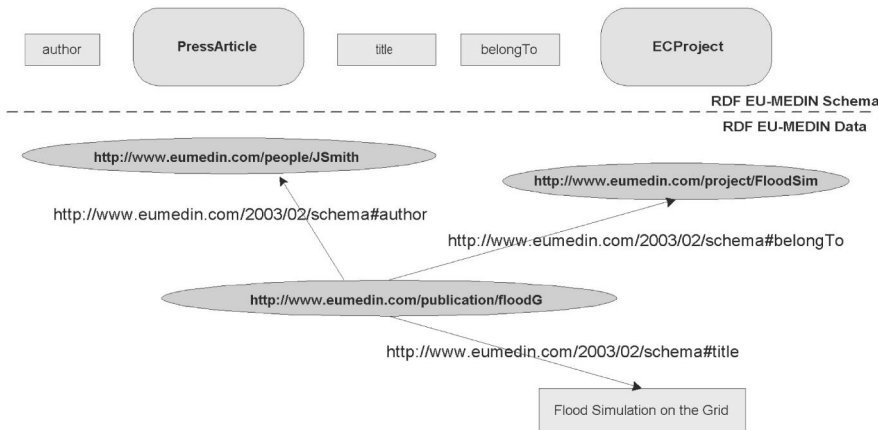 author
PressArticle
title
belongTo
ECProject
RDF EU-MEDIN Schema
RDF EU-MEDIN Data
http://www.eumedin.com/people/JSmith
http://www.eumedin.com/project/FloodSim
http://www.eumedin.com/2003/02/schema#author
http://www.eumedin.com/2003/02/schema#belongTo
http://www.eumedin.com/publication/floodG
http://www.eumedin.com/2003/02/schema#title
Flood Simulation on the Grid